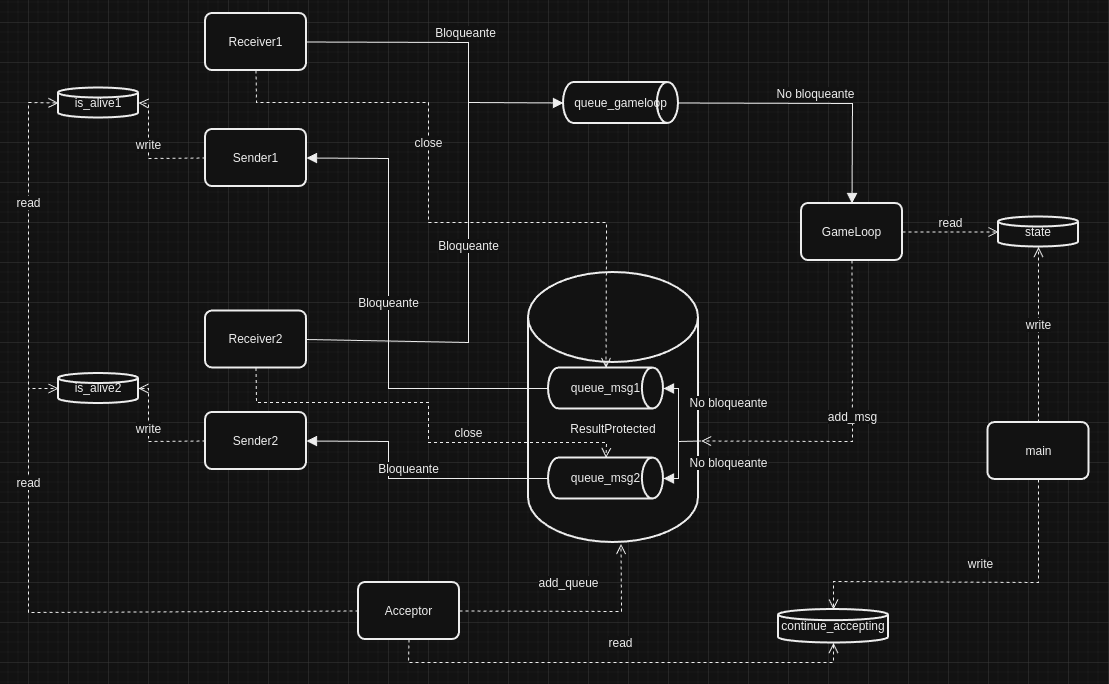 Bloqueante
Receiver1
queue_gameloop
No bloqueante
is_alive1
write
Sender1
close
read
GameLoop
read
state
Bloqueante
Bloqueante
write
Receiver2
is_alive2
queue_msg1
No bloqueante
add_msg
write
close
ResultProtected
Sender2
main
Bloqueante
No bloqueante
queue_msg2
read
write
add_queue
Acceptor
continue_accepting
read